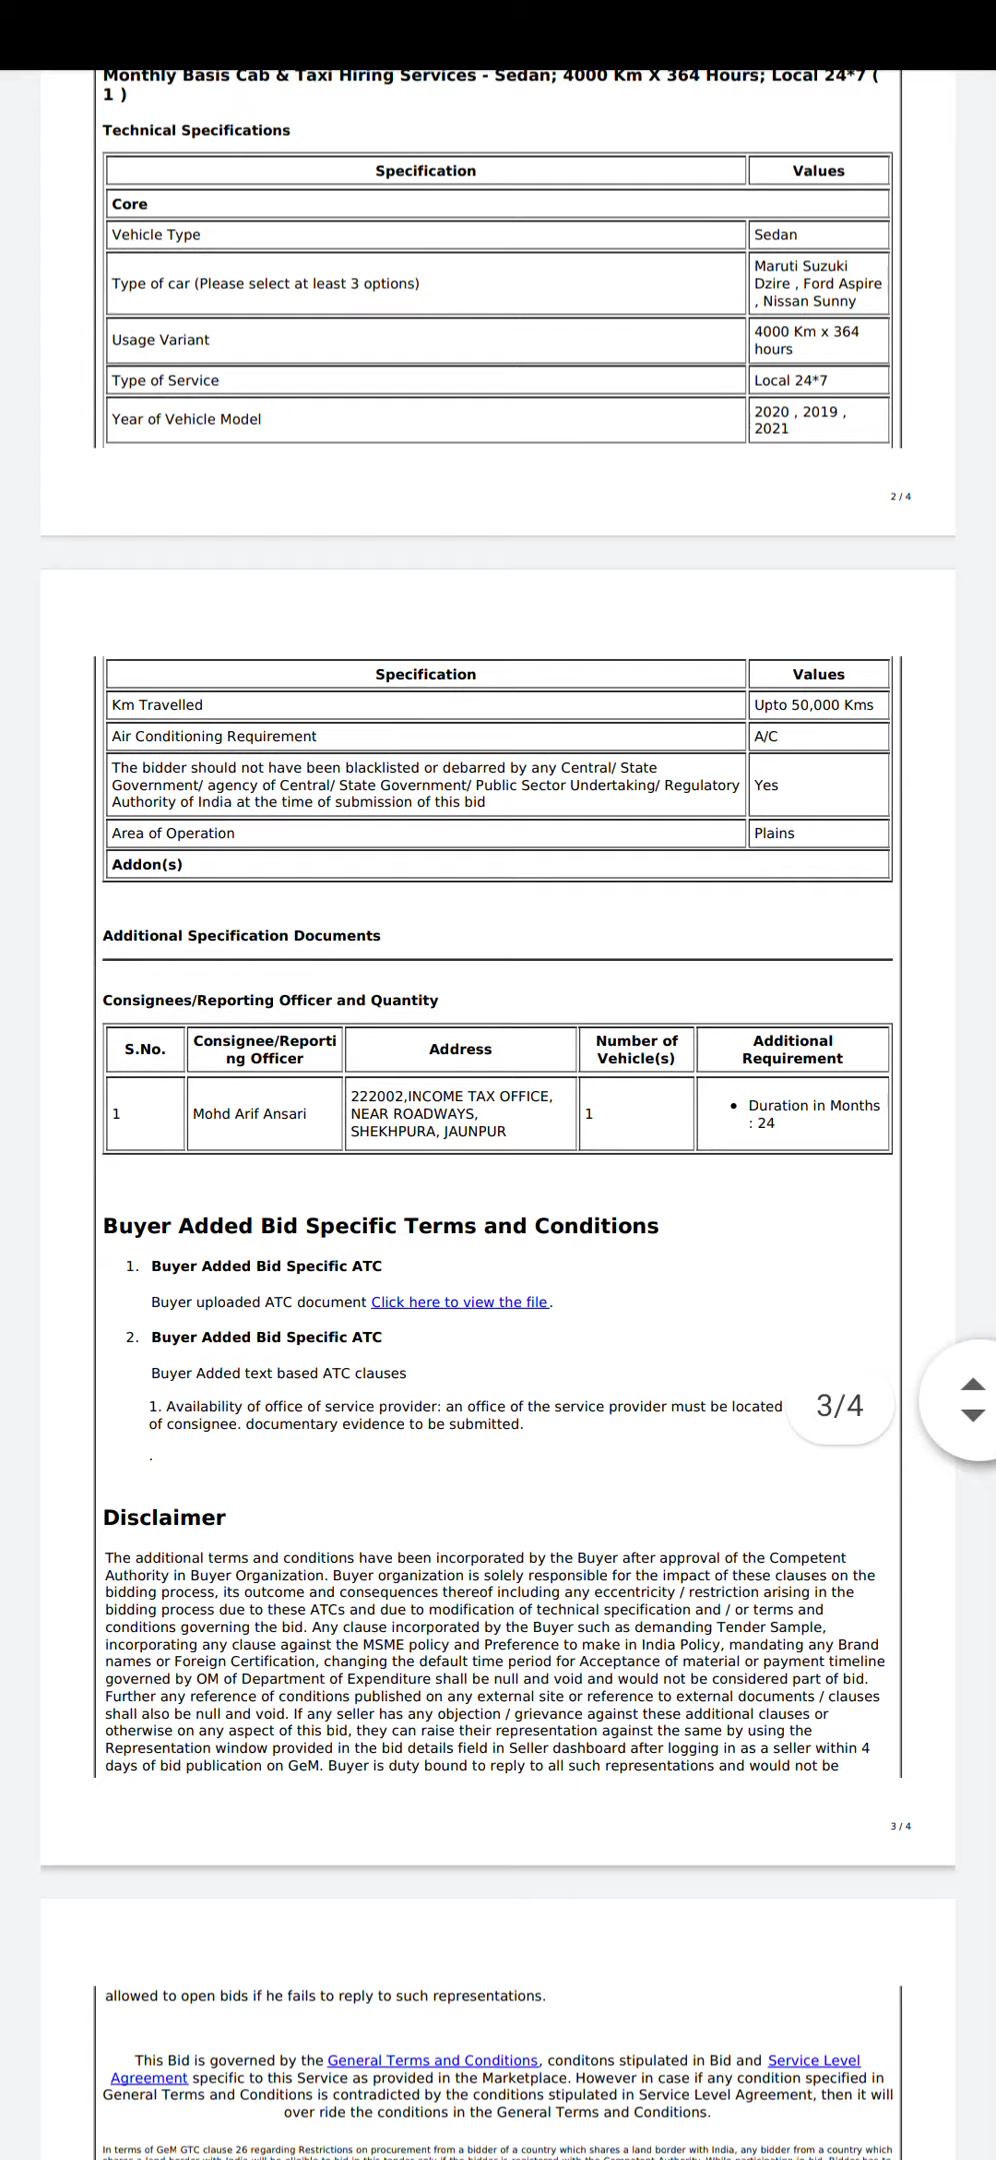 Monthly Basis Cab & Taxi Hiring Services - Sedan; 4000 Km X 364 Hours; Local 24*7 (
1 )
Technical Specifications
Specification Values
Core
Vehicle Type Sedan
Type of car (Please select at least 3 options) Maruti Suzuki
Dzire , Ford Aspire
, Nissan Sunny
Usage Variant 4000 Km x 364
hours
Type of Service Local 24*7
Year of Vehicle Model 2020 , 2019 ,
2021
2 / 4
Specification Values
Km Travelled Upto 50,000 Kms
Air Conditioning Requirement A/C
The bidder should not have been blacklisted or debarred by any Central/ State
Government/ agency of Central/ State Government/ Public Sector Undertaking/ Regulatory Yes
Authority of India at the time of submission of this bid
Area of Operation Plains
Addon(s)
Additional Specification Documents
Consignees/Reporting Officer and Quantity
S.No. Consignee/Reporti
ng Officer Address Number of
Vehicle(s) Additional
Requirement
1 Mohd Arif Ansari 222002,INCOME TAX OFFICE,
NEAR ROADWAYS,
SHEKHPURA, JAUNPUR 1 • Duration in Months
: 24
Buyer Added Bid Specific Terms and Conditions
1. Buyer Added Bid Specific ATC
Buyer uploaded ATC document Click here to view the file.
2. Buyer Added Bid Specific ATC
Buyer Added text based ATC clauses
1. Availability of office of service provider: an office of the service provider must be located
of consignee. documentary evidence to be submitted.
.
3/4
Disclaimer
The additional terms and conditions have been incorporated by the Buyer after approval of the Competent
Authority in Buyer Organization. Buyer organization is solely responsible for the impact of these clauses on the
bidding process, its outcome and consequences thereof including any eccentricity / restriction arising in the
bidding process due to these ATCs and due to modification of technical specification and / or terms and
conditions governing the bid. Any clause incorporated by the Buyer such as demanding Tender Sample,
incorporating any clause against the MSME policy and Preference to make in India Policy, mandating any Brand
names or Foreign Certification, changing the default time period for Acceptance of material or payment timeline
governed by OM of Department of Expenditure shall be null and void and would not be considered part of bid.
Further any reference of conditions published on any external site or reference to external documents / clauses
shall also be null and void. If any seller has any objection / grievance against these additional clauses or
otherwise on any aspect of this bid, they can raise their representation against the same by using the
Representation window provided in the bid details field in Seller dashboard after logging in as a seller within 4
days of bid publication on GeM. Buyer is duty bound to reply to all such representations and would not be
3 / 4
allowed to open bids if he fails to reply to such representations.
This Bid is governed by the General Terms and Conditions, conditons stipulated in Bid and Service Level
Agreement specific to this Service as provided in the Marketplace. However in case if any condition specified in
General Terms and Conditions is contradicted by the conditions stipulated in Service Level Agreement, then it will
over ride the conditions in the General Terms and Conditions.
In terms of GeM GTC clause 26 regarding Restrictions on procurement from a bidder of a country which shares a land border with India, any bidder from a country which